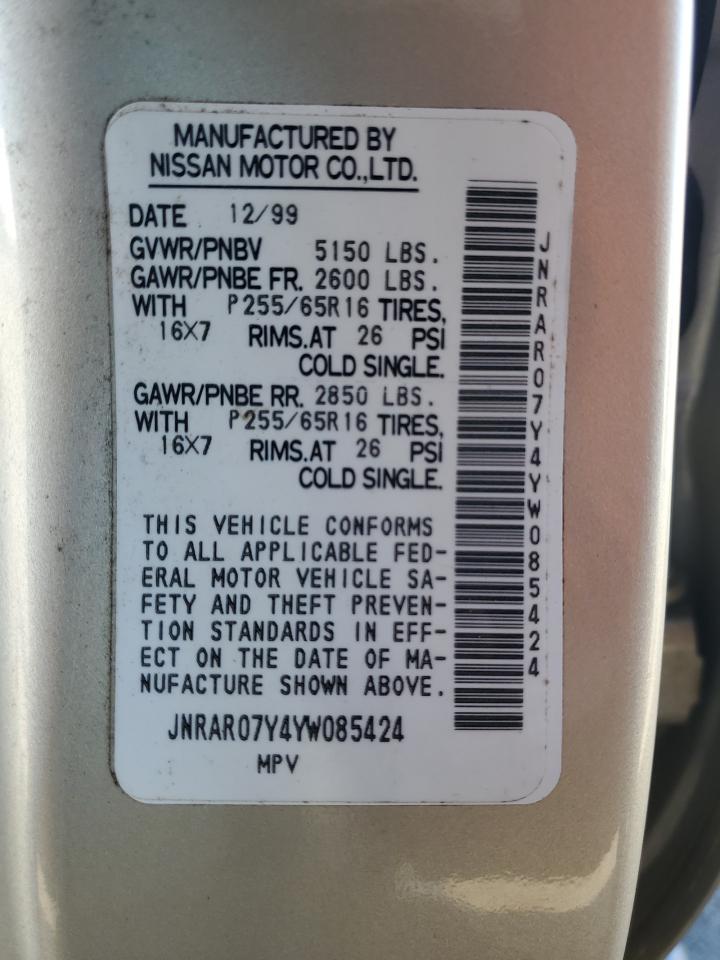 MANUFACTURED BY
NISSAN MOTOR CO.,LTD.
DATE 12/99
GVWR/PNBV 5150 LBS.
GAWR/PNBE FR. 2600 LBS.
WITH P255/65R16 TIRES,
16X7 RIMS.AT 26 PSI
COLD SINGLE.
GAWR/PNBE RR. 2850 LBS.
WITH P255/65R16 TIRES,
16X7 RIMS.AT 26 PSI
COLD SINGLE.
THIS VEHICLE CONFORMS
TO ALL APPLICABLE FED-
ERAL MOTOR VEHICLE SA-
FETY AND THEFT PREVEN-
TION STANDARDS IN EFF-
ECT ON THE DATE OF MA-
NUFACTURE SHOWN ABOVE.
JNRAR07Y4YW085424
MPV
JNRAR07Y4YW085424